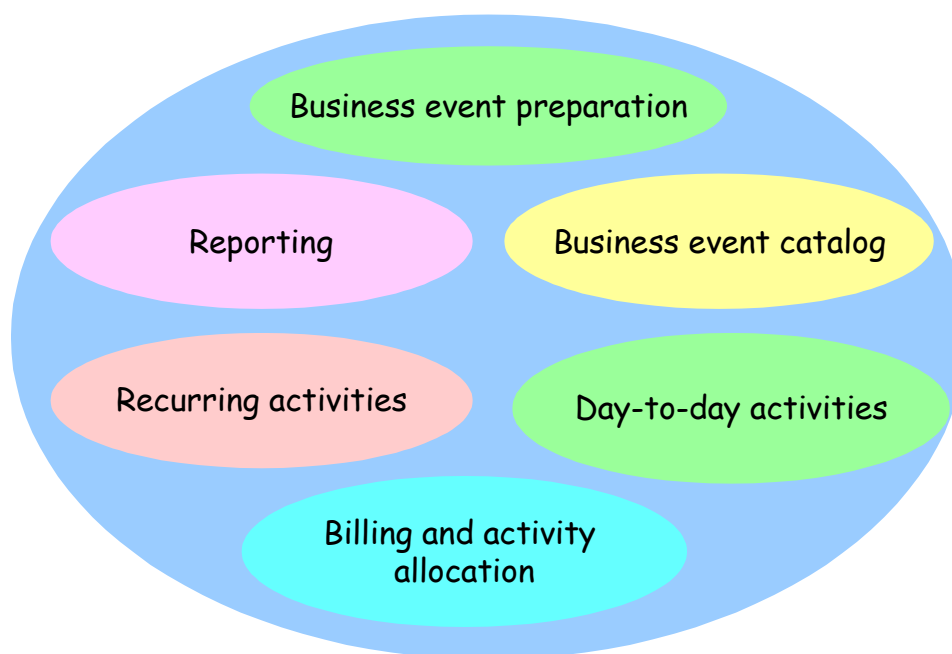 Business event preparation
Reporting
Business event catalog
Recurring activities
Day-to-day activities
Billing and activity
allocation